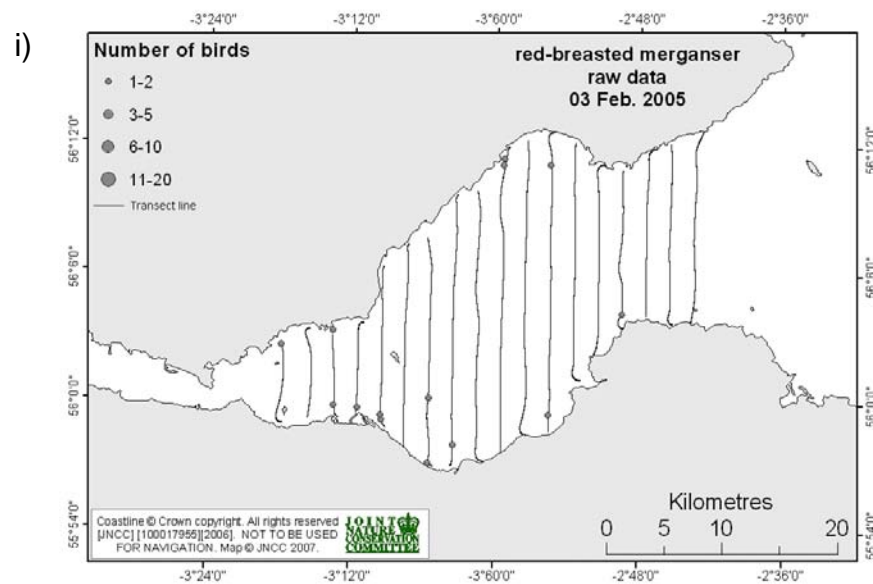 i)
-3°24'0" -3°12'0" -3°6'0" -2°48'0" -2°36'0"
Number of birds
1-2
3-5
6-10
11-20
Transect line
red-breasted merganser
raw data
03 Feb. 2005
56°12'0"
56°6'0"
56°0'0"
55°54'0"
56°12'0"
56°0'0"
55°54'0"
Coastline © Crown copyright. All rights reserved
[JNCC] [100017955][2006]. NOT TO BE USED
FOR NAVIGATION. Map © JNCC 2007.
JOINT
NATURE
CONSERVATION
COMMITTEE
Kilometres
0 5 10 20
-3°24'0" -3°12'0" -3°6'0" -2°48'0" -2°36'0"